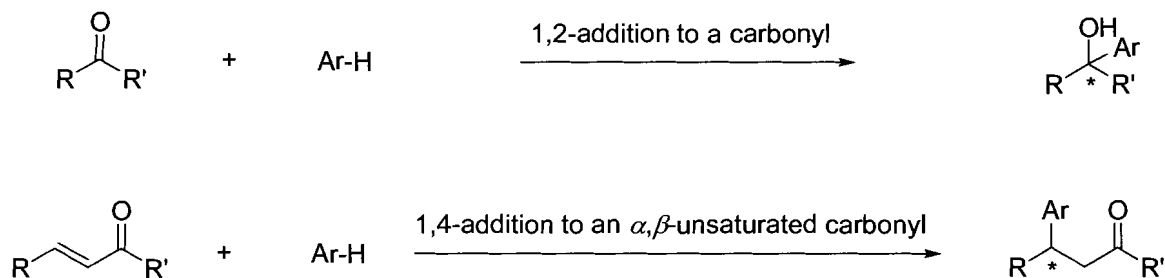 O
R R' + Ar-H 1,2-addition to a carbonyl OH Ar R * R'
O
R R' + Ar-H 1,4-addition to an α,β-unsaturated carbonyl Ar O R * R'